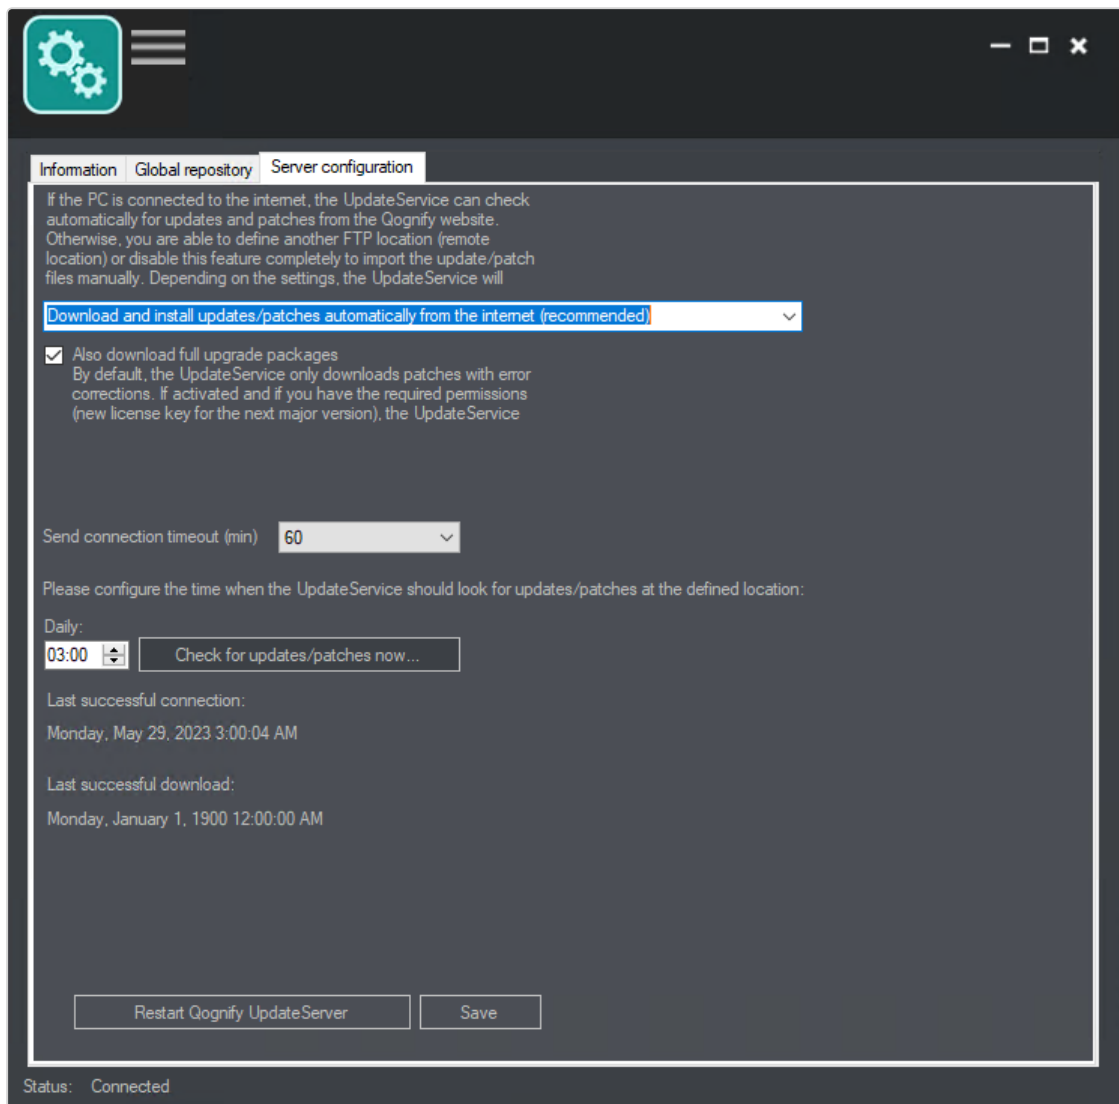 Information Global repository Server configuration
If the PC is connected to the internet, the UpdateService can check
automatically for updates and patches from the Qognify website.
Otherwise, you are able to define another FTP location (remote
location) or disable this feature completely to import the update/patch
files manually. Depending on the settings, the UpdateService will
Download and install updates/patches automatically from the internet (recommended)
Also download full upgrade packages
By default, the UpdateService only downloads patches with error
corrections. If activated and if you have the required permissions
(new license key for the next major version), the UpdateService
Send connection timeout (min) 60
Please configure the time when the UpdateService should look for updates/patches at the defined location:
Daily:
03:00 Check for updates/patches now...
Last successful connection:
Monday, May 29, 2023 3:00:04 AM
Last successful download:
Monday, January 1, 1900 12:00:00 AM
Restart Qognify UpdateServer Save
Status: Connected